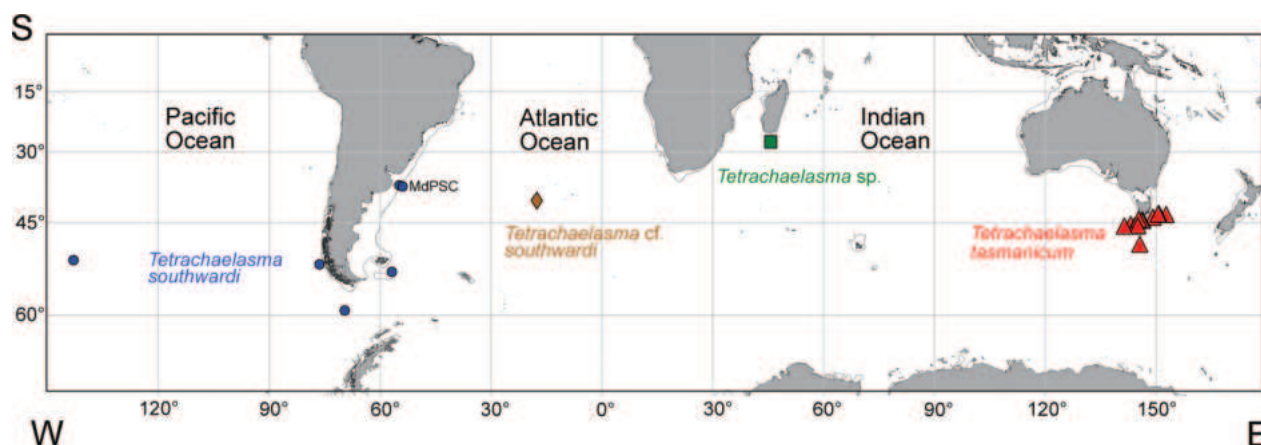 S
15°
30°
45°
60°
Pacific
Ocean
Atlantic
Ocean
Indian
Ocean
MdPSC
Tetrachaelasma sp.
Tetrachaelasma
southwardi
Tetrachaelasma cf.
southwardi
Tetrachaelasma
tasmanicum
120° 90° 60° 30° 0° 30° 60° 90° 120° 150°
W E